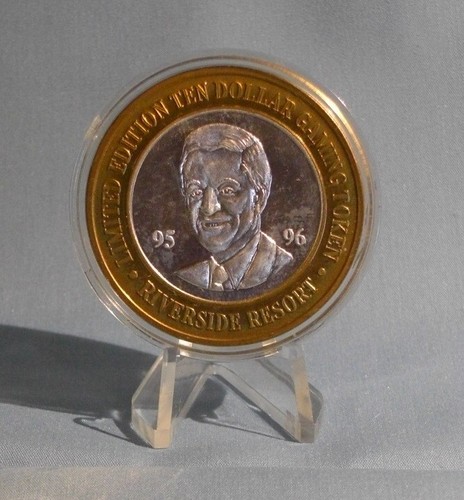 LIMITED EDITION TEN DOLLAR GAMING TOKEN
95 96
• RIVERSIDE RESORT •